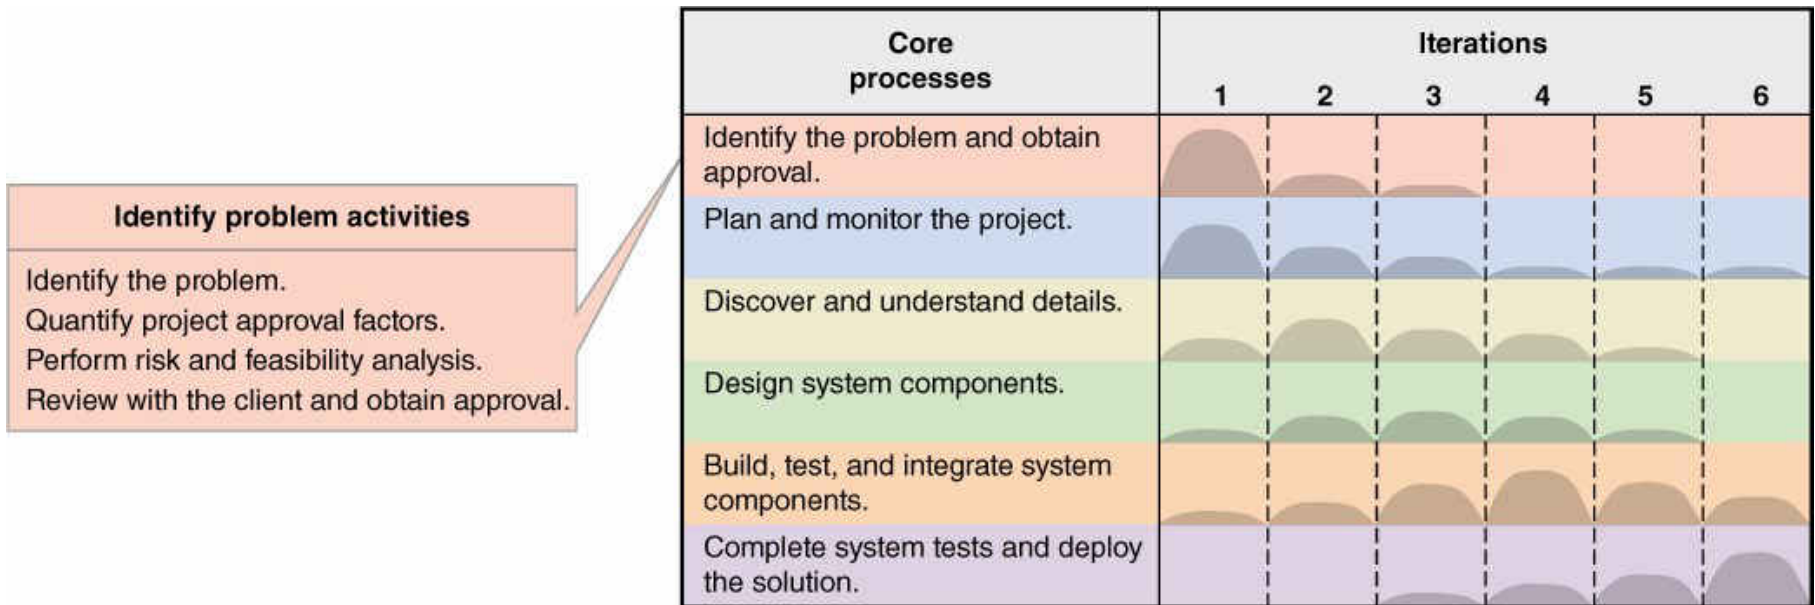 Identify problem activities
Identify the problem.
Quantify project approval factors.
Perform risk and feasibility analysis.
Review with the client and obtain approval.
Core
processes
Iterations
1 2 3 4 5 6
Identify the problem and obtain
approval.
Plan and monitor the project.
Discover and understand details.
Design system components.
Build, test, and integrate system
components.
Complete system tests and deploy
the solution.